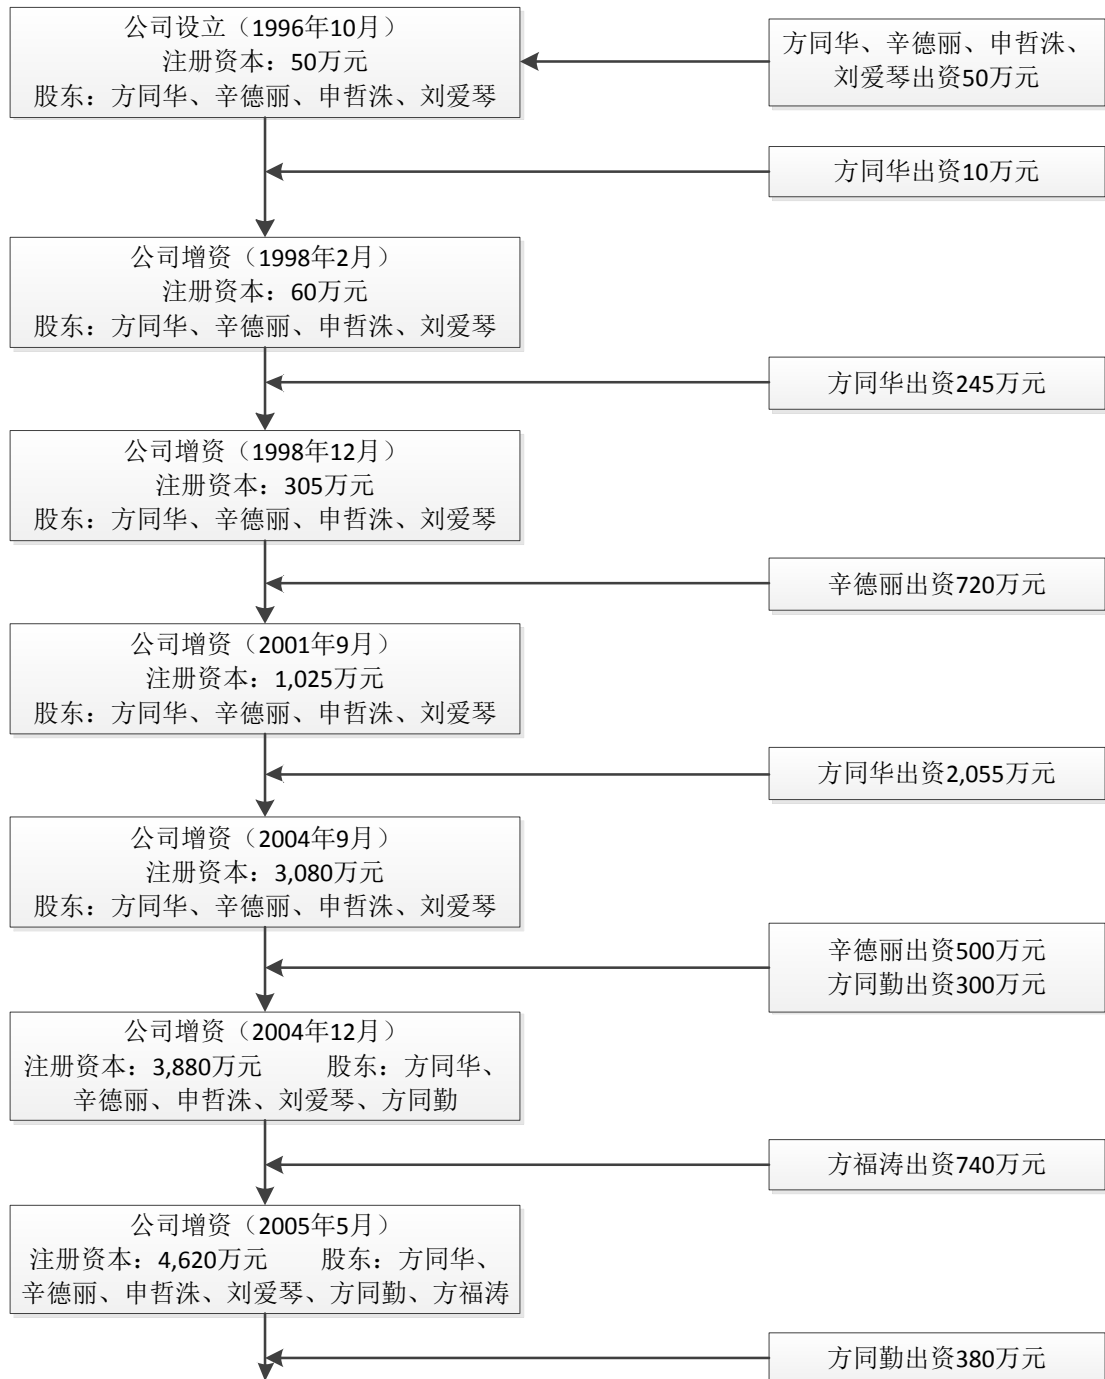 公司设立（1996年10月）
注册资本：50万元
股东：方同华、辛德丽、申哲洙、刘爱琴
方同华、辛德丽、申哲洙、
刘爱琴出资50万元
方同华出资10万元
公司增资（1998年2月）
注册资本：60万元
股东：方同华、辛德丽、申哲洙、刘爱琴
方同华出资245万元
公司增资（1998年12月）
注册资本：305万元
股东：方同华、辛德丽、申哲洙、刘爱琴
辛德丽出资720万元
公司增资（2001年9月）
注册资本：1,025万元
股东：方同华、辛德丽、申哲洙、刘爱琴
方同华出资2,055万元
公司增资（2004年9月）
注册资本：3,080万元
股东：方同华、辛德丽、申哲洙、刘爱琴
辛德丽出资500万元
方同勤出资300万元
公司增资（2004年12月）
注册资本：3,880万元 股东：方同华、
辛德丽、申哲洙、刘爱琴、方同勤
方福涛出资740万元
公司增资（2005年5月）
注册资本：4,620万元 股东：方同华、
辛德丽、申哲洙、刘爱琴、方同勤、方福涛
方同勤出资380万元